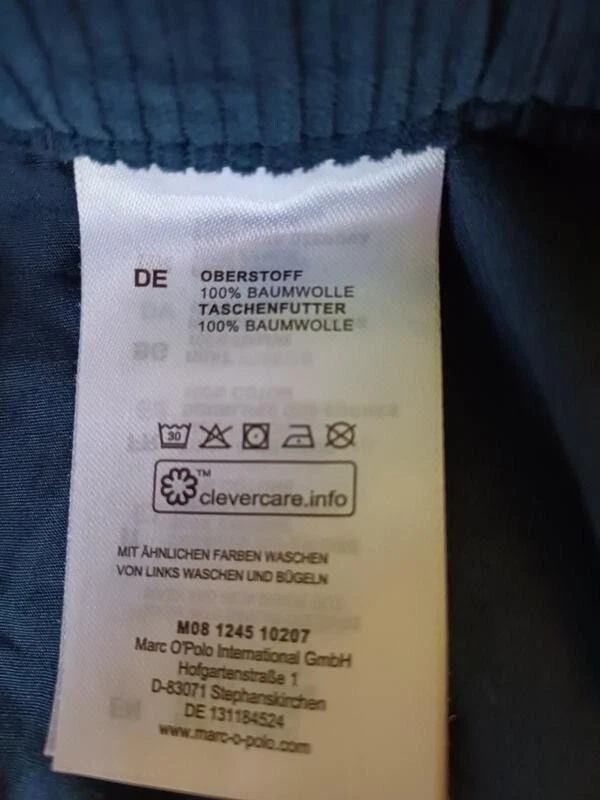 DE OBERSTOFF
100% BAUMWOLLE
TASCHENFUTTER
100% BAUMWOLLE
30
™
clevercare.info
MIT ÄHNLICHEN FARBEN WASCHEN
VON LINKS WASCHEN UND BÜGELN
M08 1245 10207
Marc O'Polo International GmbH
Hofgartenstraße 1
D-83071 Stephanskirchen
DE 131184524
www.marc-o-polo.com